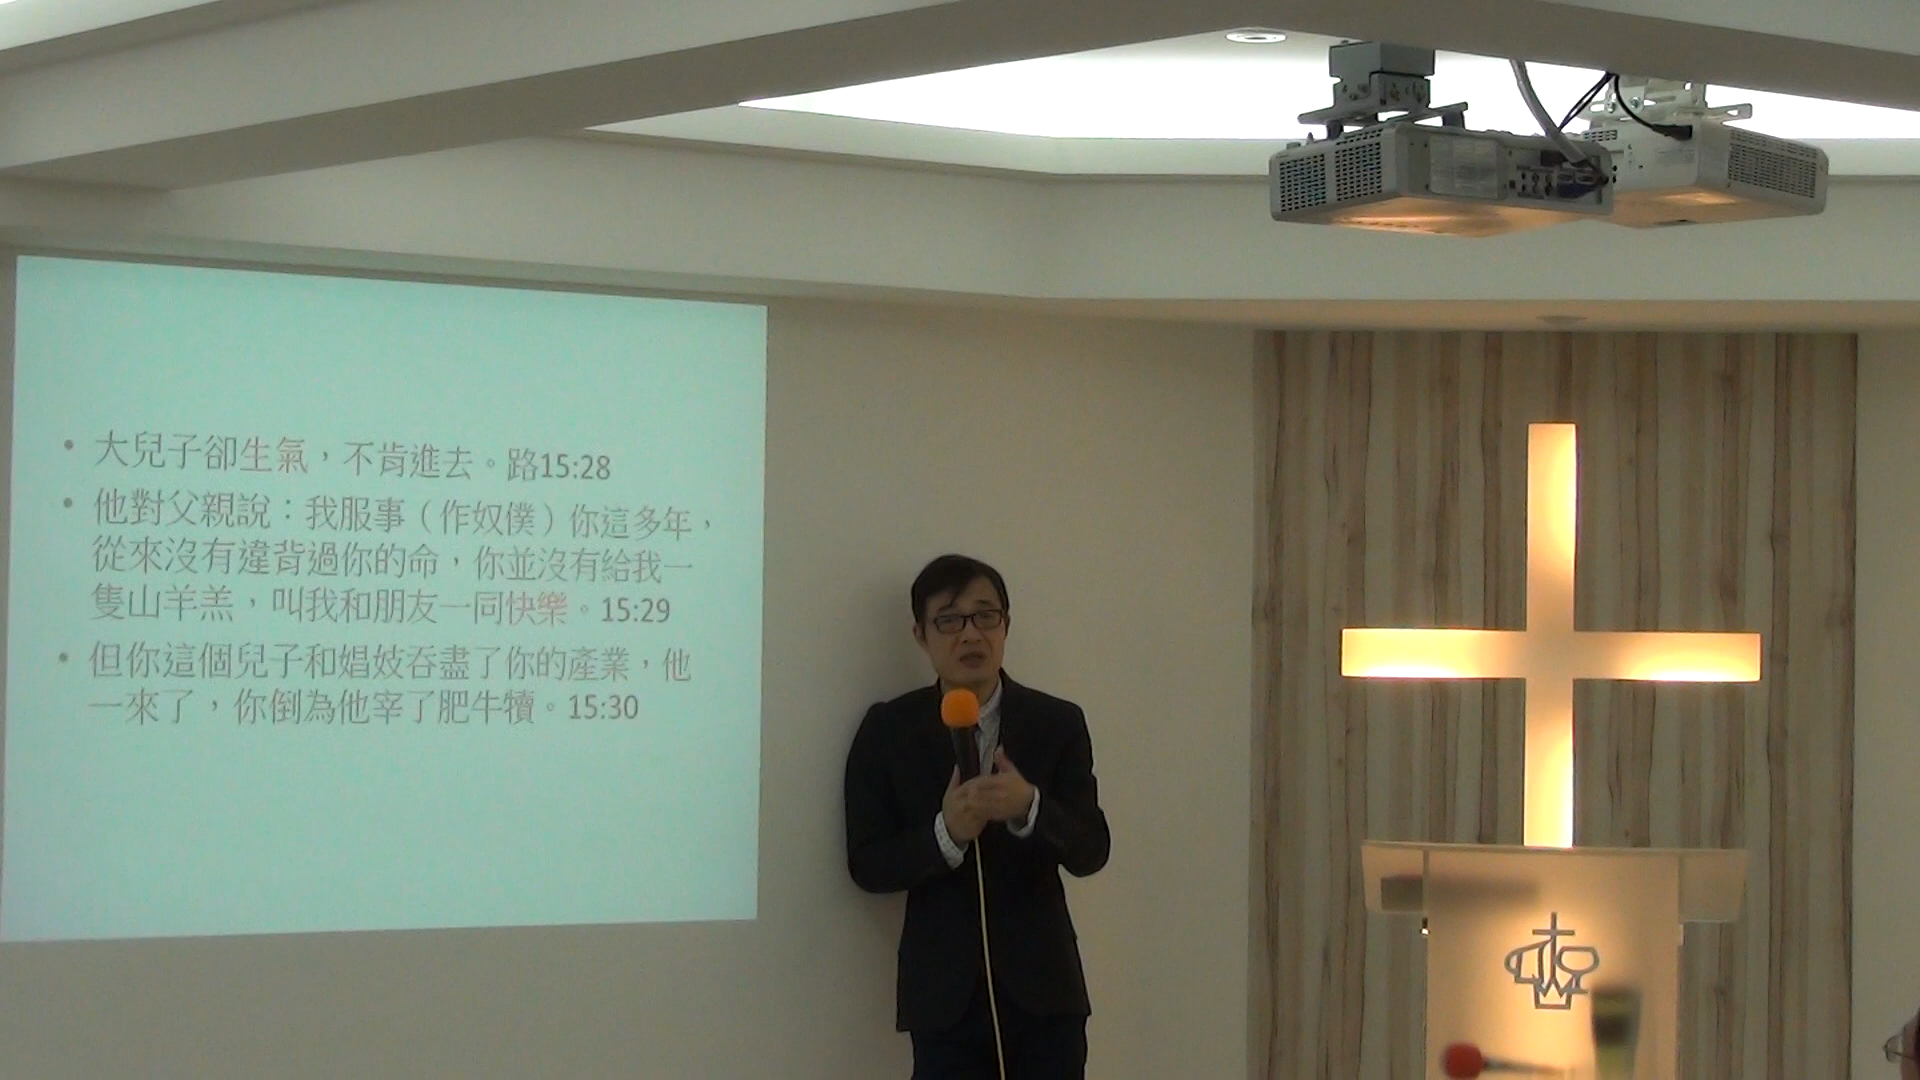 • 大兒子卻生氣，不肯進去。路15:28
• 他對父親說：我服事（作奴僕）你這多年，
從來沒有違背過你的命，你並沒有給我一
隻山羊羔，叫我和朋友一同快樂。15:29
• 但你這個兒子和娼妓吞盡了你的產業，他
一來了，你倒為他宰了肥牛犢。15:30